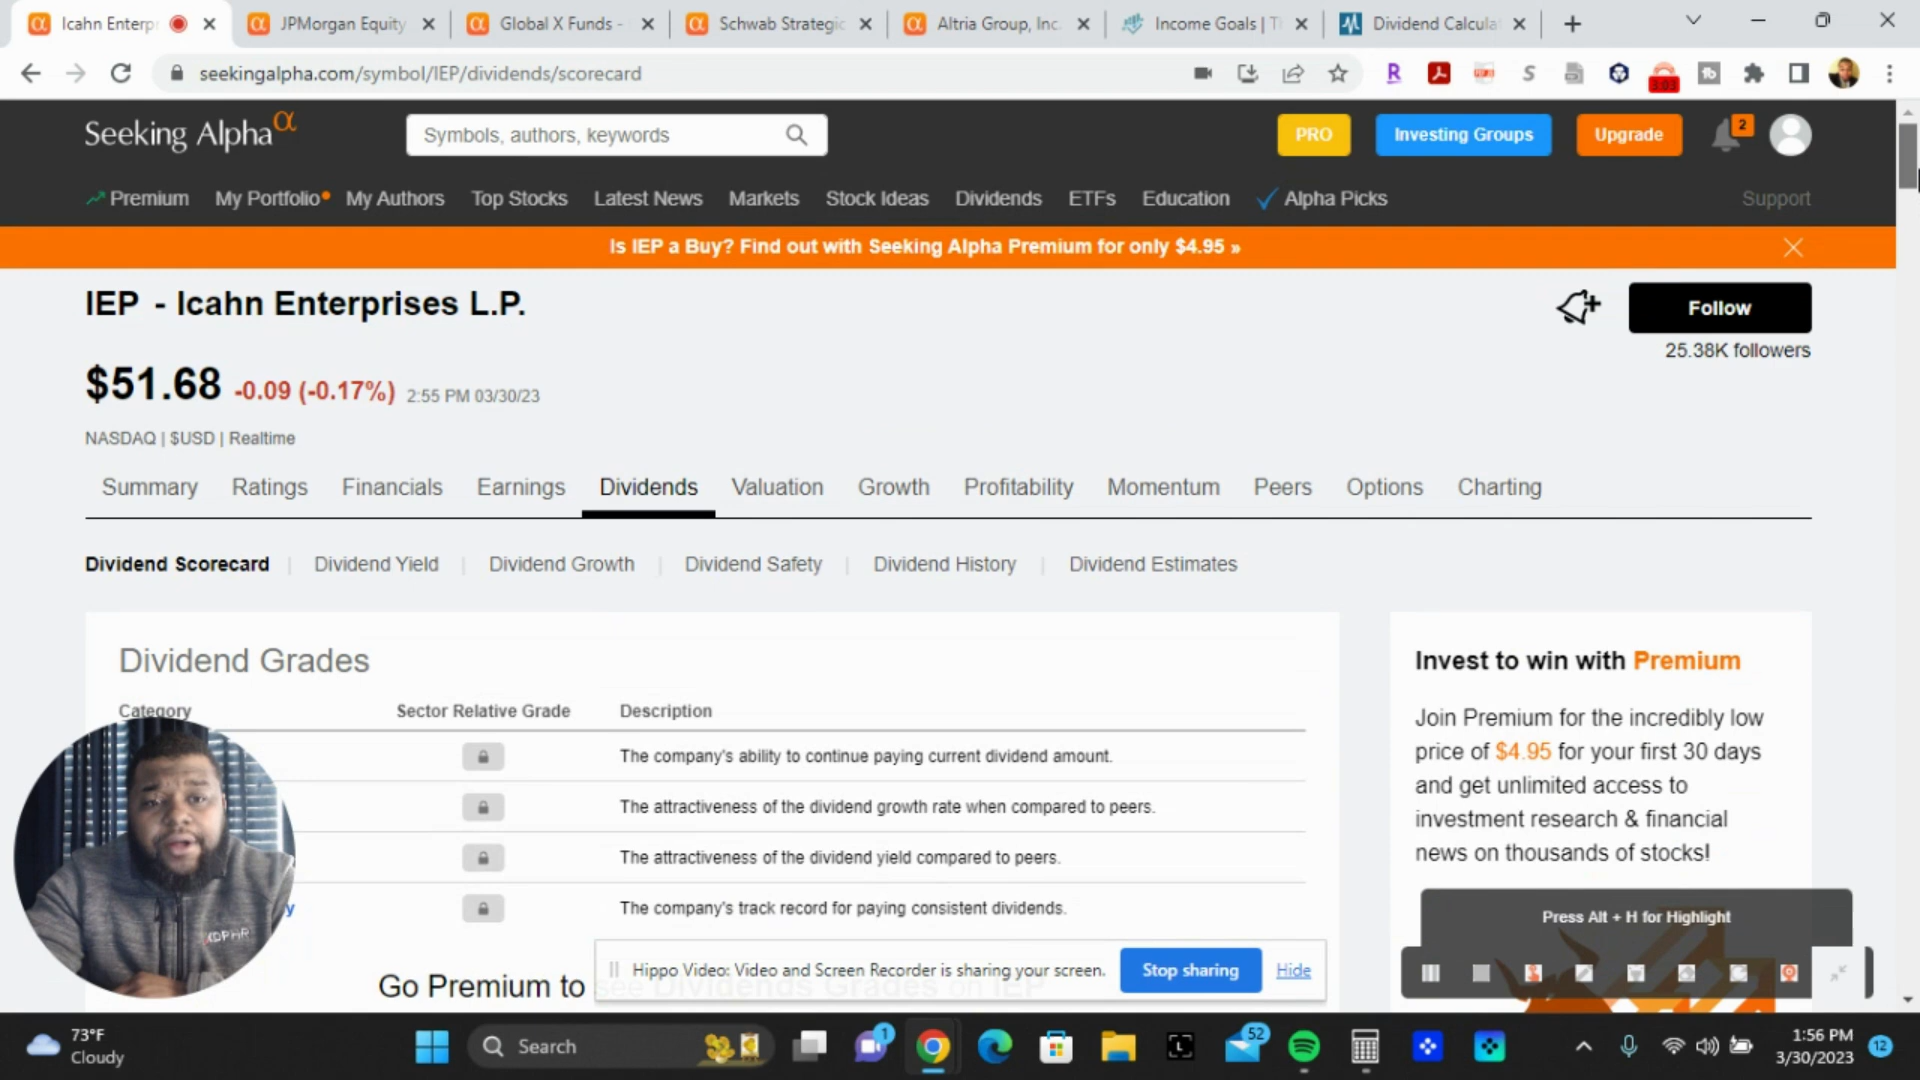 Icahn Enterp
JPMorgan Equity
Global X Funds -
Schwab Strategic
Altria Group, Inc.
Income Goals | T
Dividend Calcula
seekingalpha.com/symbol/IEP/dividends/scorecard
3:03
Seeking Alpha α
Symbols, authors, keywords
PRO
Investing Groups
Upgrade
2
Premium
My Portfolio
My Authors
Top Stocks
Latest News
Markets
Stock Ideas
Dividends
ETFs
Education
Alpha Picks
Support
Is IEP a Buy? Find out with Seeking Alpha Premium for only $4.95 »
IEP - Icahn Enterprises L.P.
Follow
25.38K followers
$51.68 -0.09 (-0.17%) 2:55 PM 03/30/23
NASDAQ | $USD | Realtime
Summary
Ratings
Financials
Earnings
Dividends
Valuation
Growth
Profitability
Momentum
Peers
Options
Charting
Dividend Scorecard | Dividend Yield | Dividend Growth | Dividend Safety | Dividend History | Dividend Estimates
Dividend Grades
Category
Sector Relative Grade
Description
The company's ability to continue paying current dividend amount.
The attractiveness of the dividend growth rate when compared to peers.
The attractiveness of the dividend yield compared to peers.
y
The company's track record for paying consistent dividends.
Go Premium to see Dividends Grades on IEP
Invest to win with Premium
Join Premium for the incredibly low
price of $4.95 for your first 30 days
and get unlimited access to
investment research & financial
news on thousands of stocks!
Press Alt + H for Highlight
Hippo Video: Video and Screen Recorder is sharing your screen.
Stop sharing
Hide
73°F
Cloudy
Search
1
52
1:56 PM
3/30/2023
12